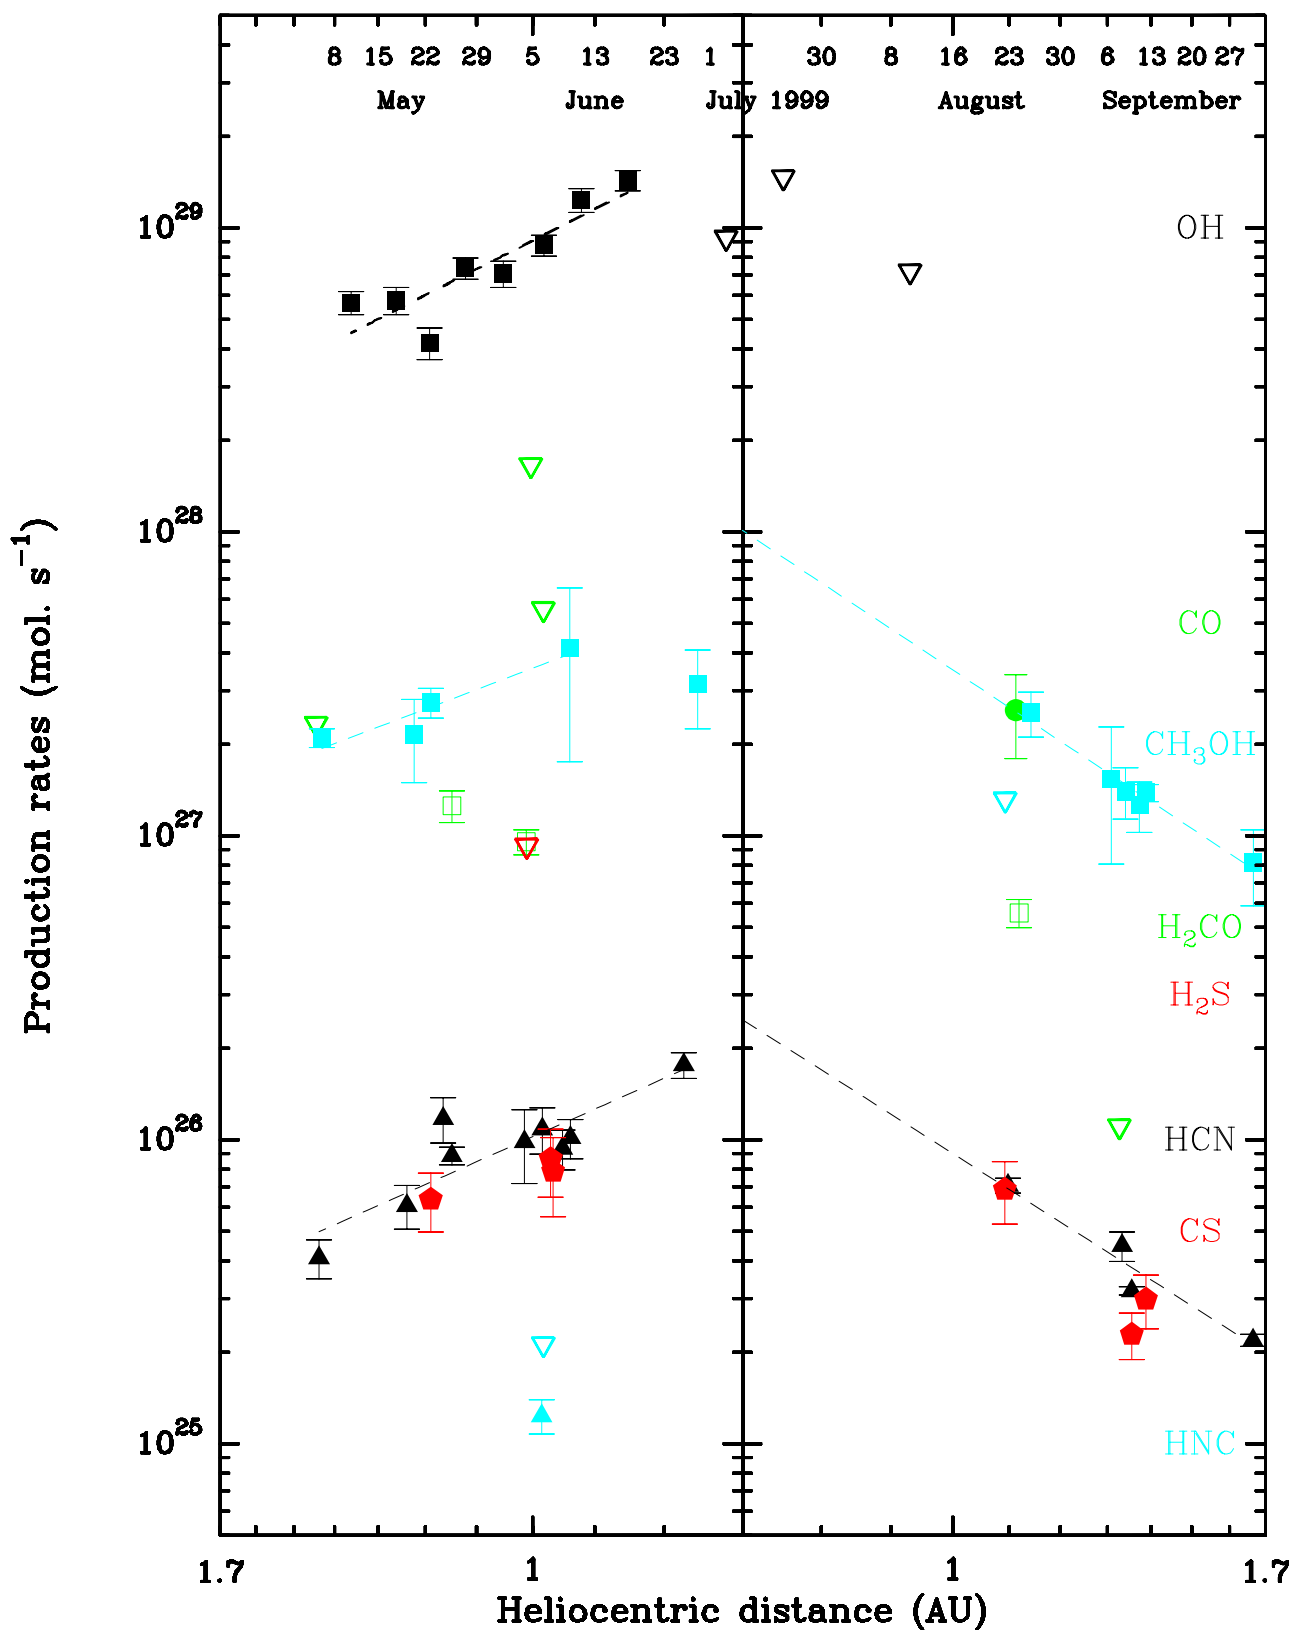 8 15 22 29 5 13 23 1 30 8 16 23 30 6 13 20 27
May June July 1999 August September
10^29
OH
10^28
CO
CH₃OH
10^27
H₂CO
H₂S
10^26
HCN
CS
10^25
HNC
Production rates (mol. s⁻¹)
1.7 1 1 1.7
Heliocentric distance (AU)